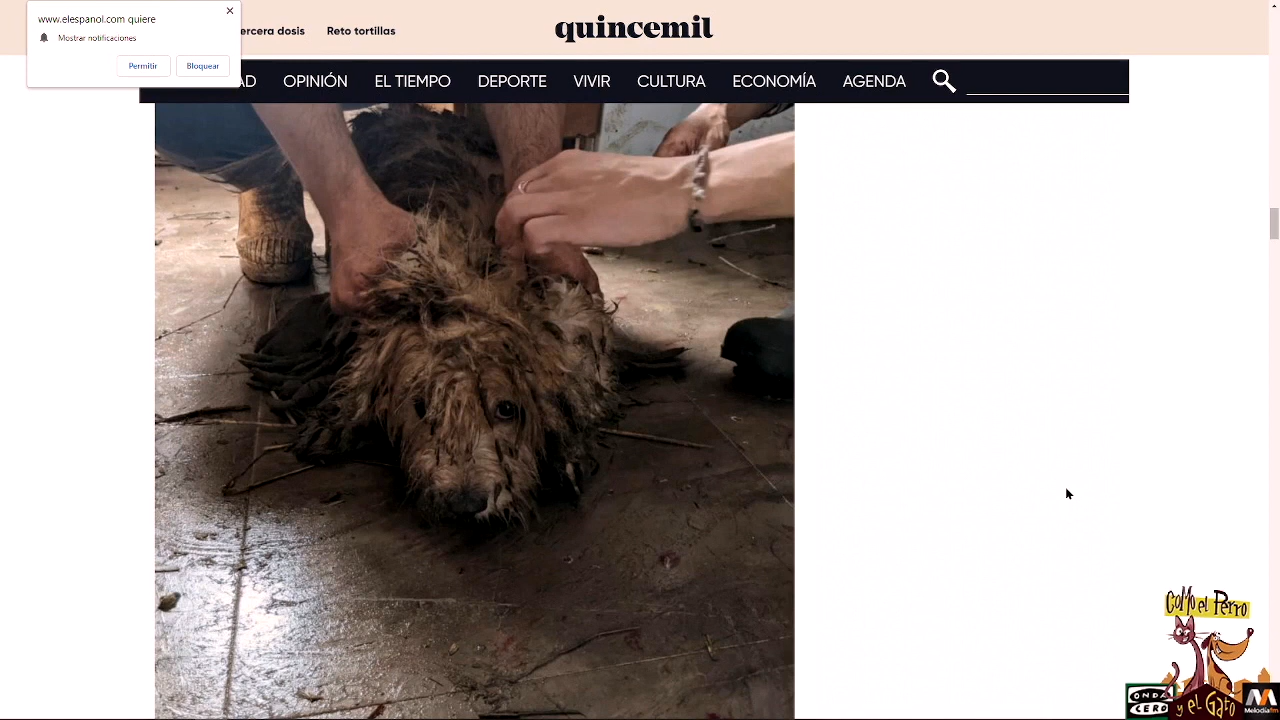 www.elespanol.com quiere
Mostrar notificaciones
Permitir
Bloquear
ercera dosis
Reto tortillas
quincemil
AD
OPINIÓN
EL TIEMPO
DEPORTE
VIVIR
CULTURA
ECONOMÍA
AGENDA
COMO el PERRO
y el GATO
ONDA
CERO
Melodía fm